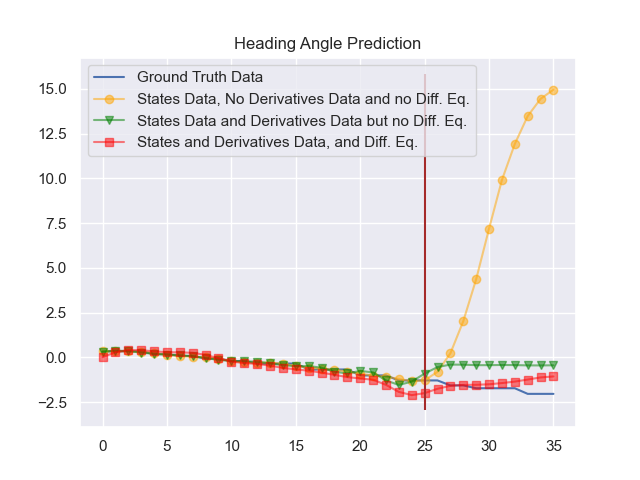 Heading Angle Prediction
Ground Truth Data
States Data, No Derivatives Data and no Diff. Eq.
States Data and Derivatives Data but no Diff. Eq.
States and Derivatives Data, and Diff. Eq.
15.0
12.5
10.0
7.5
5.0
2.5
0.0
−2.5
0 5 10 15 20 25 30 35